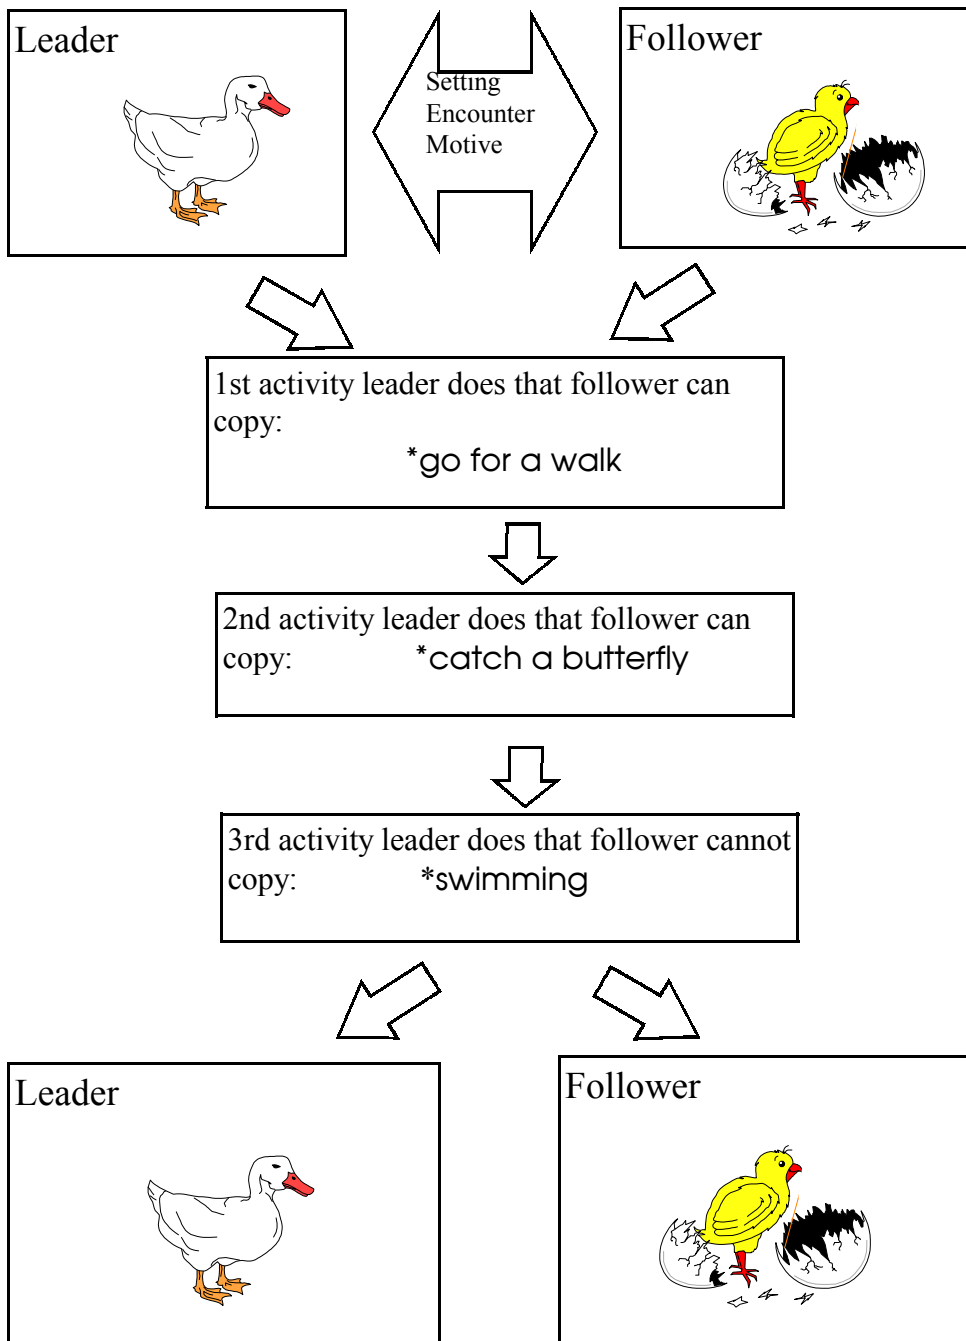 Leader
Setting
Encounter
Motive
Follower
1st activity leader does that follower can
copy:
*go for a walk
2nd activity leader does that follower can
copy: *catch a butterfly
3rd activity leader does that follower cannot
copy: *swimming
Leader
Follower